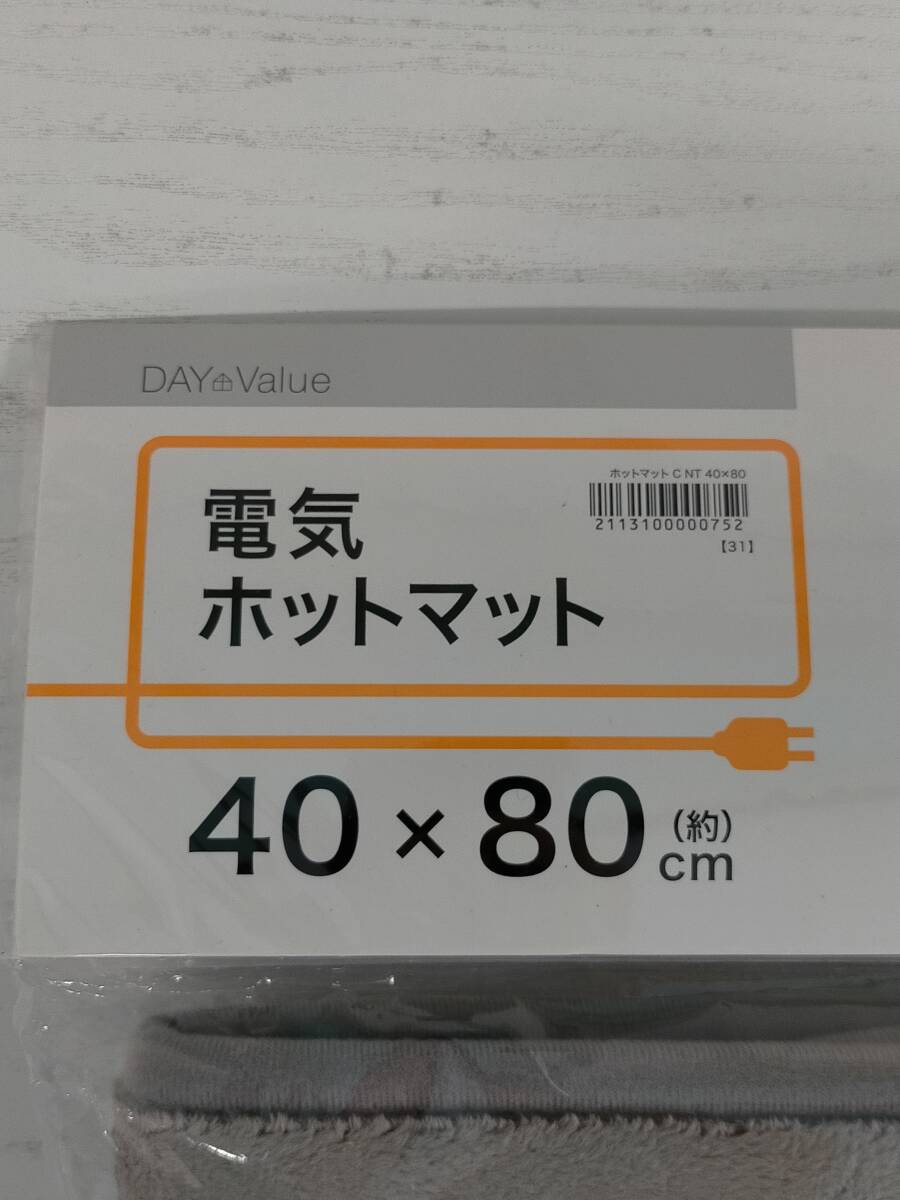 DAY Value
ホットマット C NT 40×80
2113100000752
【31】
電気
ホットマット
40×80(約)cm